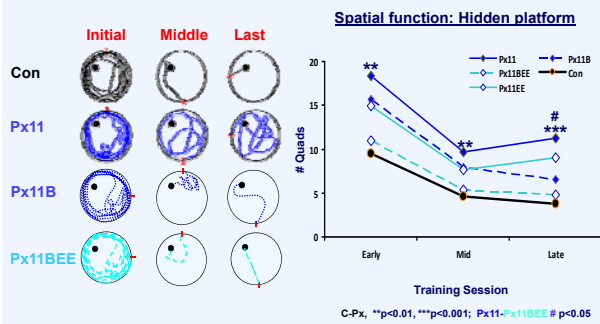 Initial Middle Last
Con
Px11
Px11B
Px11BEE
Spatial function: Hidden platform
# Quads
20
15
10
5
0
Px11 Px11B
Px11BEE Con
Px11EE
**
**
#
***
Early Mid Late
Training Session
C-Px, **p<0.01, ***p<0.001; Px11-Px11BEE # p<0.05